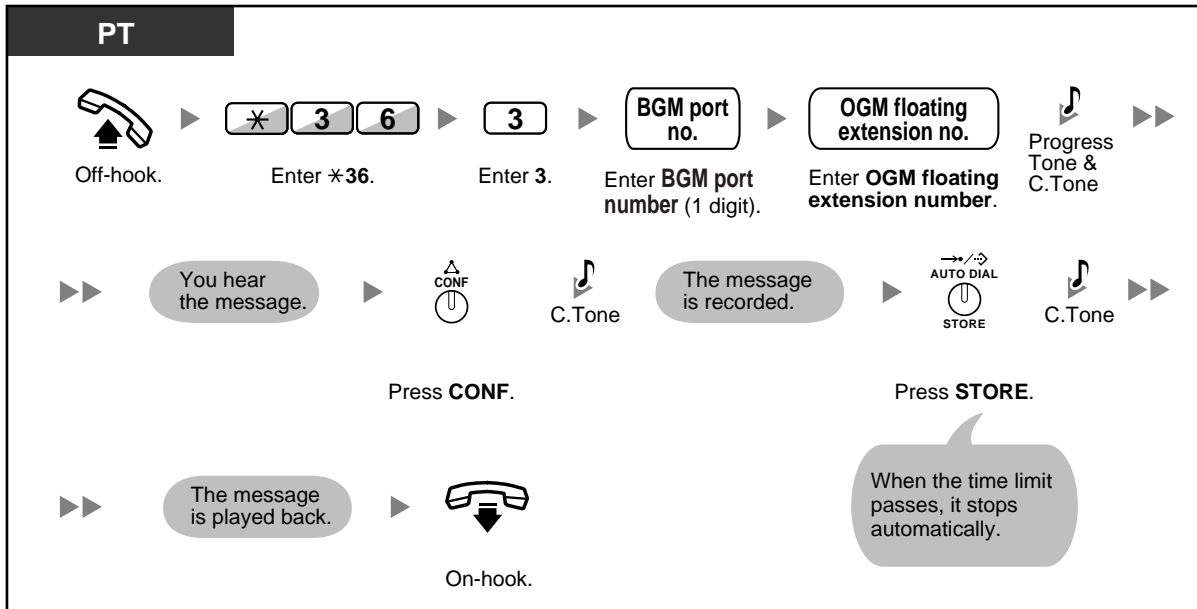 PT
✳ 3 6
3
BGM port
no.
OGM floating
extension no.
Off-hook.
Enter ✳36.
Enter 3.
Enter BGM port
number (1 digit).
Enter OGM floating
extension number.
Progress
Tone &
C.Tone
You hear
the message.
CONF
C.Tone
The message
is recorded.
AUTO DIAL
STORE
C.Tone
Press CONF.
Press STORE.
The message
is played back.
When the time limit
passes, it stops
automatically.
On-hook.